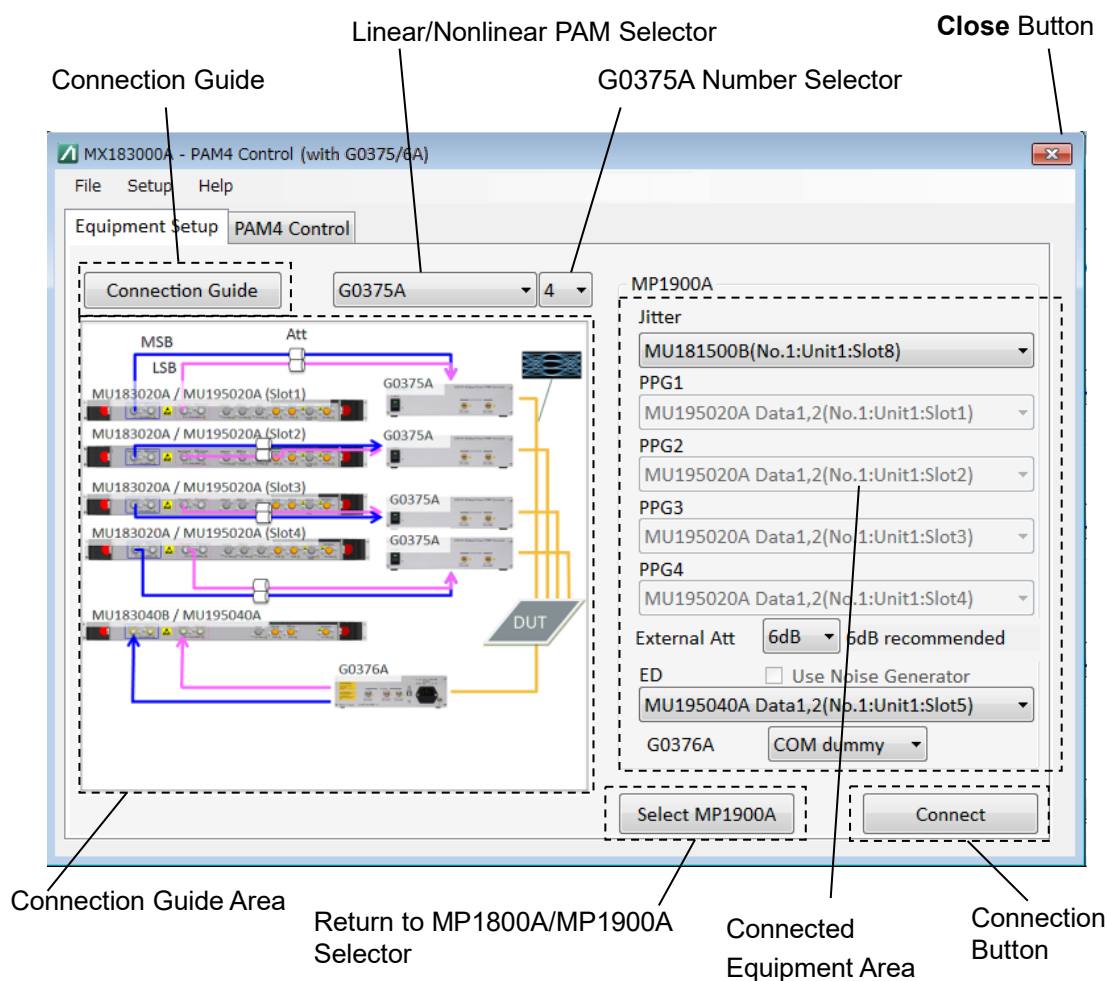 Linear/Nonlinear PAM Selector
Close Button
Connection Guide
G0375A Number Selector
MX183000A - PAM4 Control (with G0375/6A)
File Setup Help
Equipment Setup PAM4 Control
Connection Guide
G0375A
4
MP1900A
Jitter
MU181500B(No.1:Unit1:Slot8)
PPG1
MU195020A Data1,2(No.1:Unit1:Slot1)
PPG2
MU195020A Data1,2(No.1:Unit1:Slot2)
PPG3
MU195020A Data1,2(No.1:Unit1:Slot3)
PPG4
MU195020A Data1,2(No.1:Unit1:Slot4)
External Att 6dB 6dB recommended
ED Use Noise Generator
MU195040A Data1,2(No.1:Unit1:Slot5)
G0376A COM dummy
MSB
Att
LSB
MU183020A / MU195020A (Slot1)
G0375A
MU183020A / MU195020A (Slot2)
G0375A
MU183020A / MU195020A (Slot3)
G0375A
MU183020A / MU195020A (Slot4)
G0375A
MU183040B / MU195040A
DUT
G0376A
Select MP1900A
Connect
Connection Guide Area
Return to MP1800A/MP1900A
Selector
Connected
Equipment Area
Connection
Button